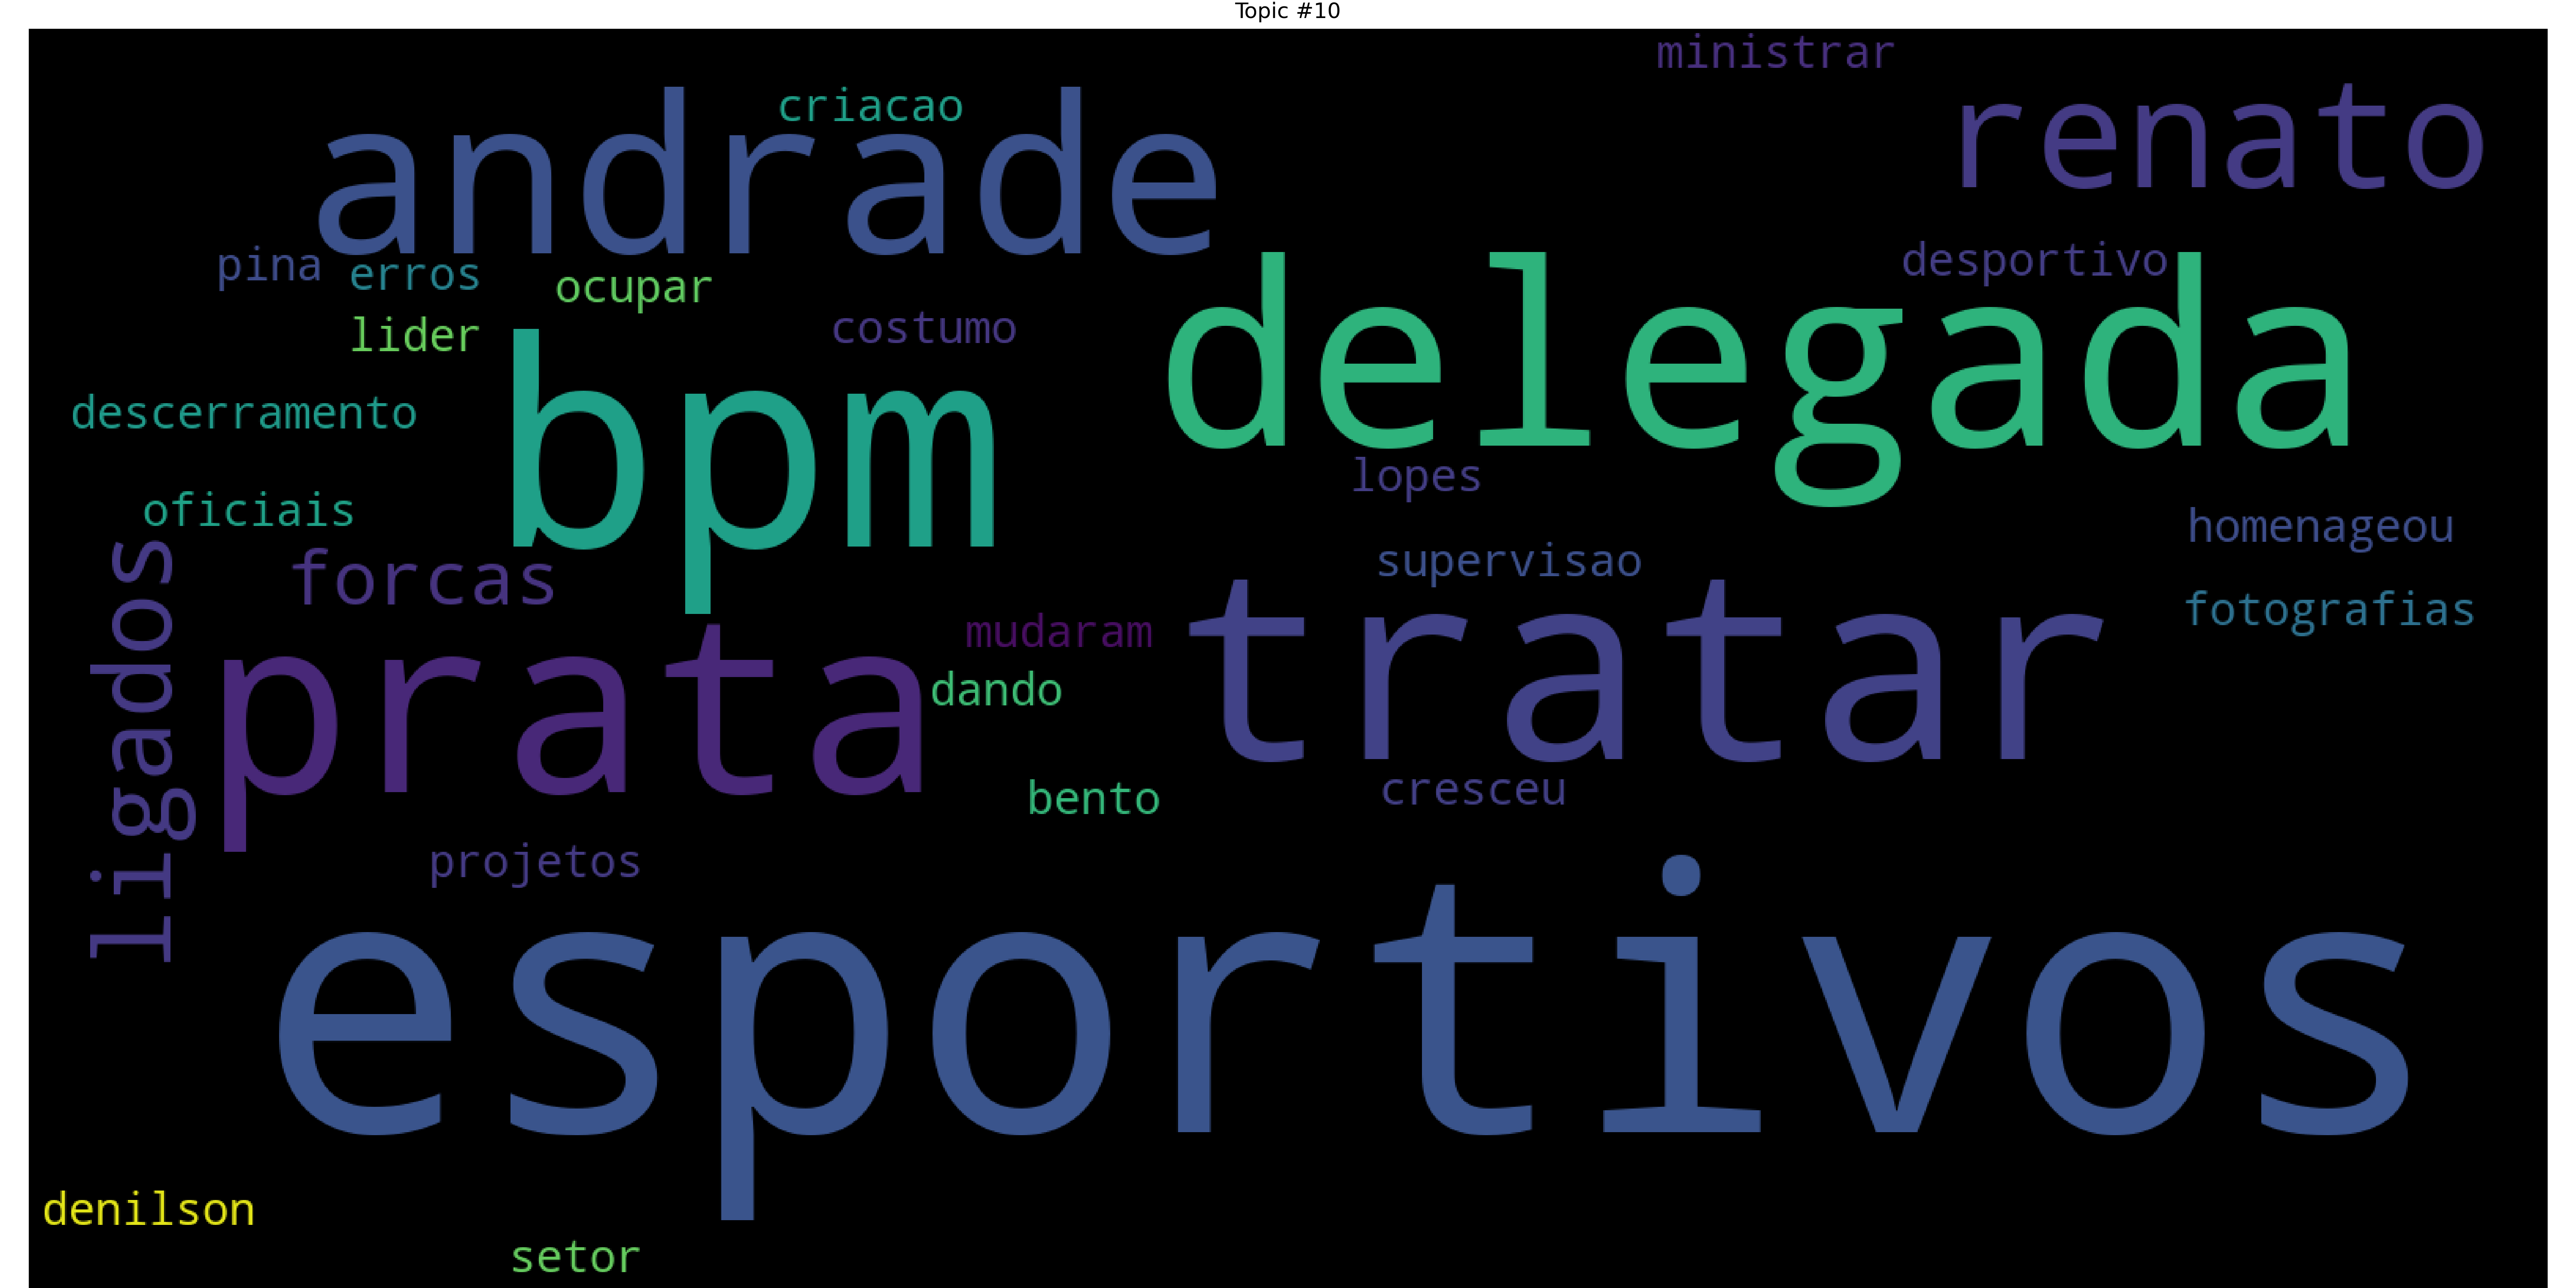 Topic #10
ministrar
criacao
andrade
renato
pina
erros
ocupar
desportivo
lider
costumo
delegada
descerramento
bpm
lopes
oficiais
homenageou
forcas
supervisao
fotografias
ligados
mudaram
tratar
prata
dando
bento
cresceu
projetos
esportivos
denilson
setor